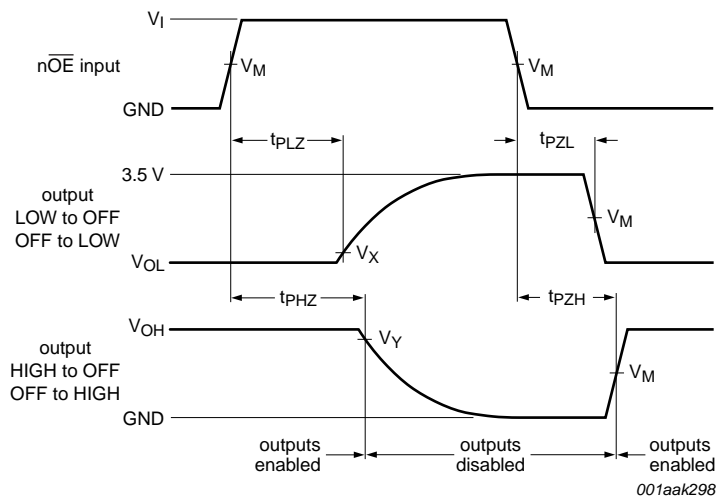 VI
nOE input
VM
VM
GND
tPLZ
tPZL
3.5 V
output
LOW to OFF
OFF to LOW
VM
VX
VOL
tPHZ
tPZH
VOH
output
HIGH to OFF
OFF to HIGH
VY
VM
GND
outputs
enabled
outputs
disabled
outputs
enabled
001aak298